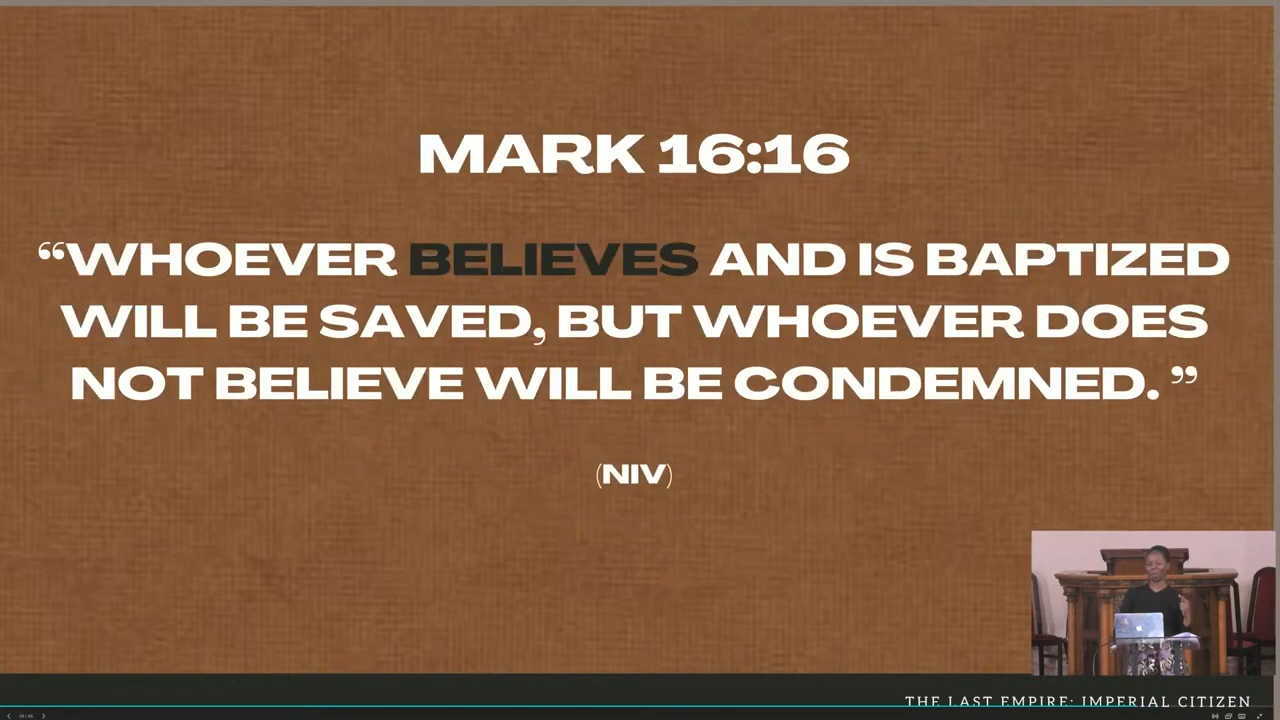 MARK 16:16
“WHOEVER BELIEVES AND IS BAPTIZED
WILL BE SAVED, BUT WHOEVER DOES
NOT BELIEVE WILL BE CONDEMNED. ”
(NIV)
THE LAST EMPIRE: IMPERIAL CITIZEN